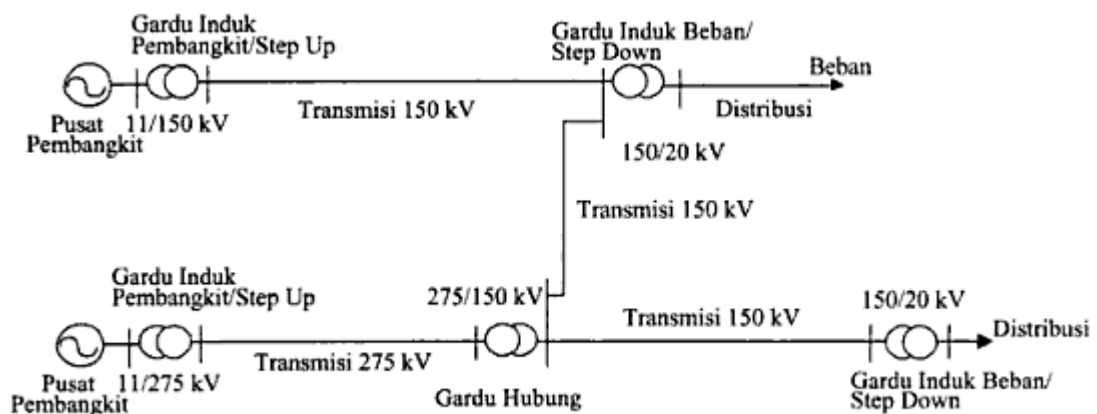 Gardu Induk
Pembangkit/Step Up
Gardu Induk Beban/
Step Down
Beban
Transmisi 150 kV
Distribusi
Pusat
Pembangkit
11/150 kV
150/20 kV
Transmisi 150 kV
Gardu Induk
Pembangkit/Step Up
275/150 kV
150/20 kV
Transmisi 150 kV
Distribusi
Transmisi 275 kV
Pusat
Pembangkit
11/275 kV
Gardu Hubung
Gardu Induk Beban/
Step Down